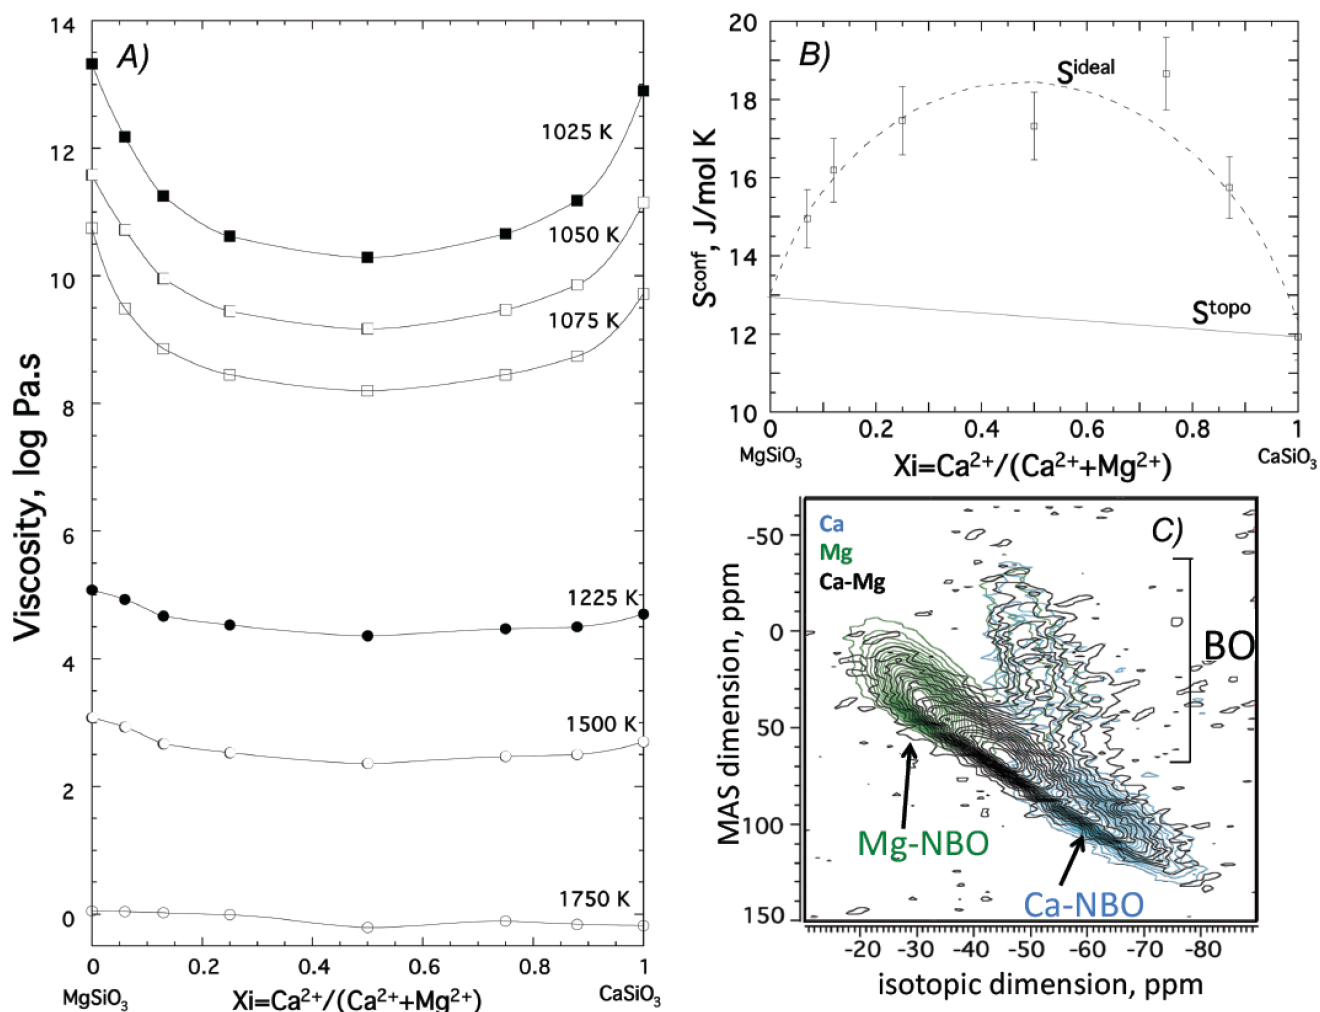 A)
14
12
10
8
6
4
2
0
Viscosity, log Pa.s
1025 K
1050 K
1075 K
1225 K
1500 K
1750 K
0 0.2 0.4 0.6 0.8 1
MgSiO₃ Xi=Ca²⁺/(Ca²⁺+Mg²⁺) CaSiO₃
B)
20
18
16
14
12
10
Sᶜᵒⁿᶠ, J/mol K
Sⁱᵈᵉᵃˡ
Sᵗᵒᵖᵒ
0 0.2 0.4 0.6 0.8 1
MgSiO₃ Xi=Ca²⁺/(Ca²⁺+Mg²⁺) CaSiO₃
C)
Ca
Mg
Ca-Mg
BO
Mg-NBO
Ca-NBO
-50
0
50
100
150
MAS dimension, ppm
-20 -30 -40 -50 -60 -70 -80
isotopic dimension, ppm